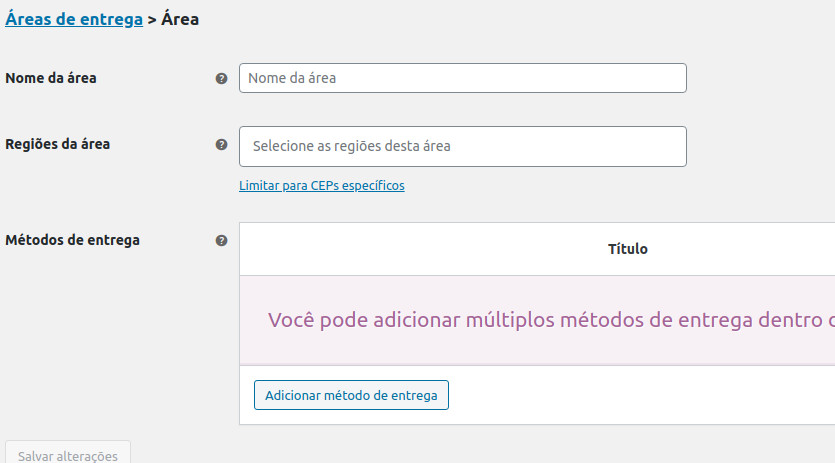 Áreas de entrega > Área
Nome da área
Nome da área
Regiões da área
Selecione as regiões desta área
Limitar para CEPs específicos
Métodos de entrega
Título
Você pode adicionar múltiplos métodos de entrega dentro
Adicionar método de entrega
Salvar alterações